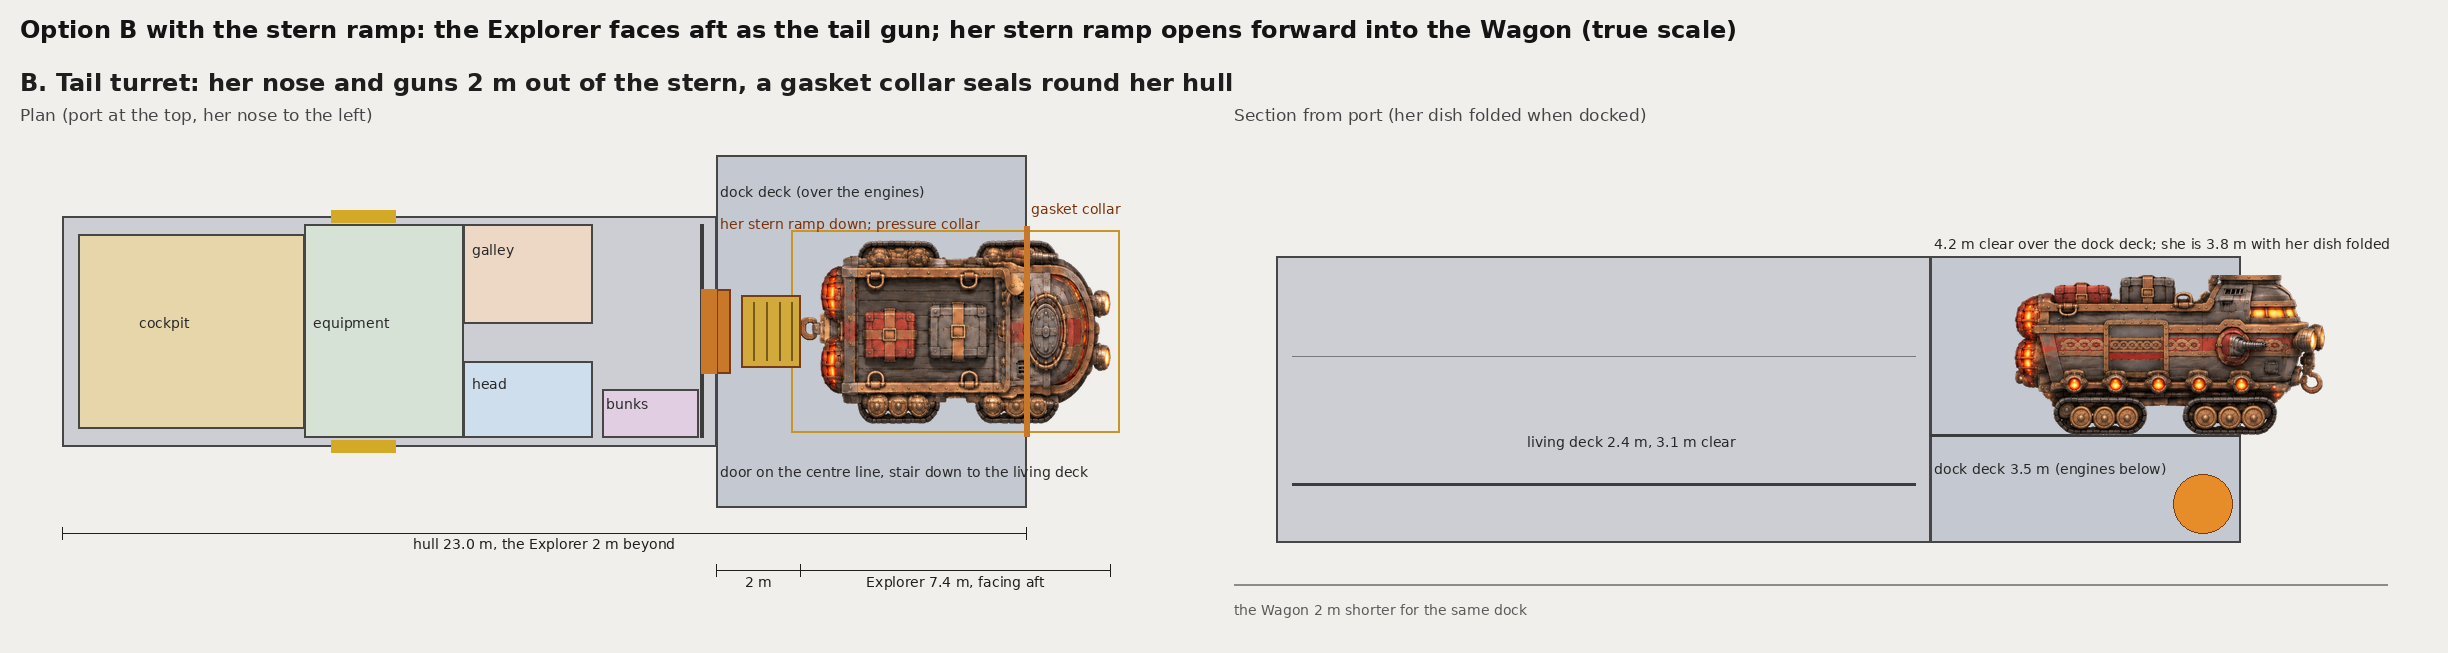 Option B with the stern ramp: the Explorer faces aft as the tail gun; her stern ramp opens forward into the Wagon (true scale)
B. Tail turret: her nose and guns 2 m out of the stern, a gasket collar seals round her hull
Plan (port at the top, her nose to the left)
Section from port (her dish folded when docked)
dock deck (over the engines)
gasket collar
her stern ramp down; pressure collar
galley
cockpit
equipment
head
bunks
door on the centre line, stair down to the living deck
hull 23.0 m, the Explorer 2 m beyond
2 m
Explorer 7.4 m, facing aft
4.2 m clear over the dock deck; she is 3.8 m with her dish folded
living deck 2.4 m, 3.1 m clear
dock deck 3.5 m (engines below)
the Wagon 2 m shorter for the same dock